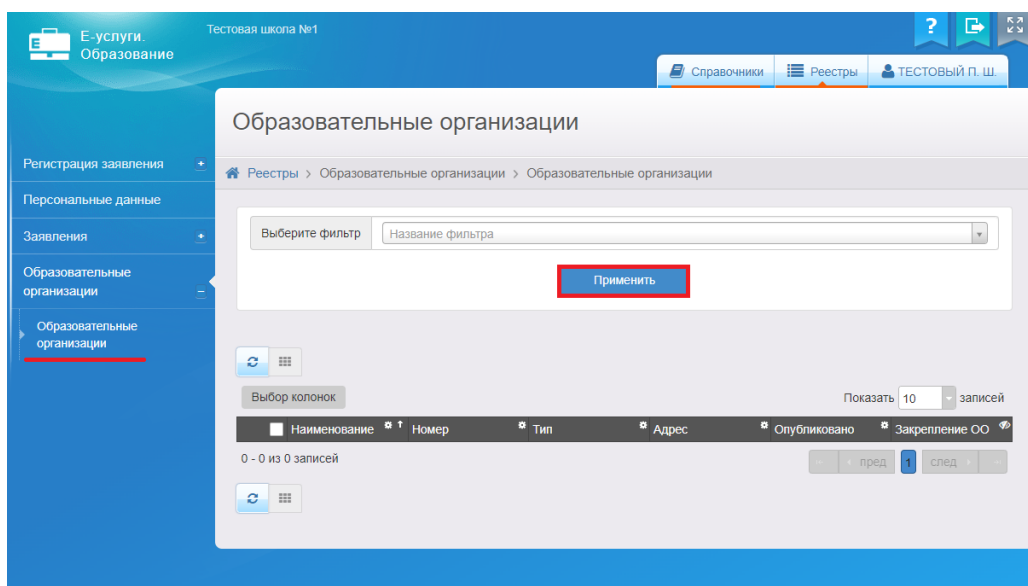 Е-услуги.
Образование
Тестовая школа №1
?
Справочники
Реестры
ТЕСТОВЫЙ П. Ш.
Образовательные организации
Реестры > Образовательные организации > Образовательные организации
Регистрация заявления
Персональные данные
Заявления
Образовательные
организации
Образовательные
организации
Выберите фильтр
Название фильтра
Применить
Выбор колонок
Показать 10 записей
Наименование Номер Тип Адрес Опубликовано Закрепление ОО
0 - 0 из 0 записей
пред 1 след